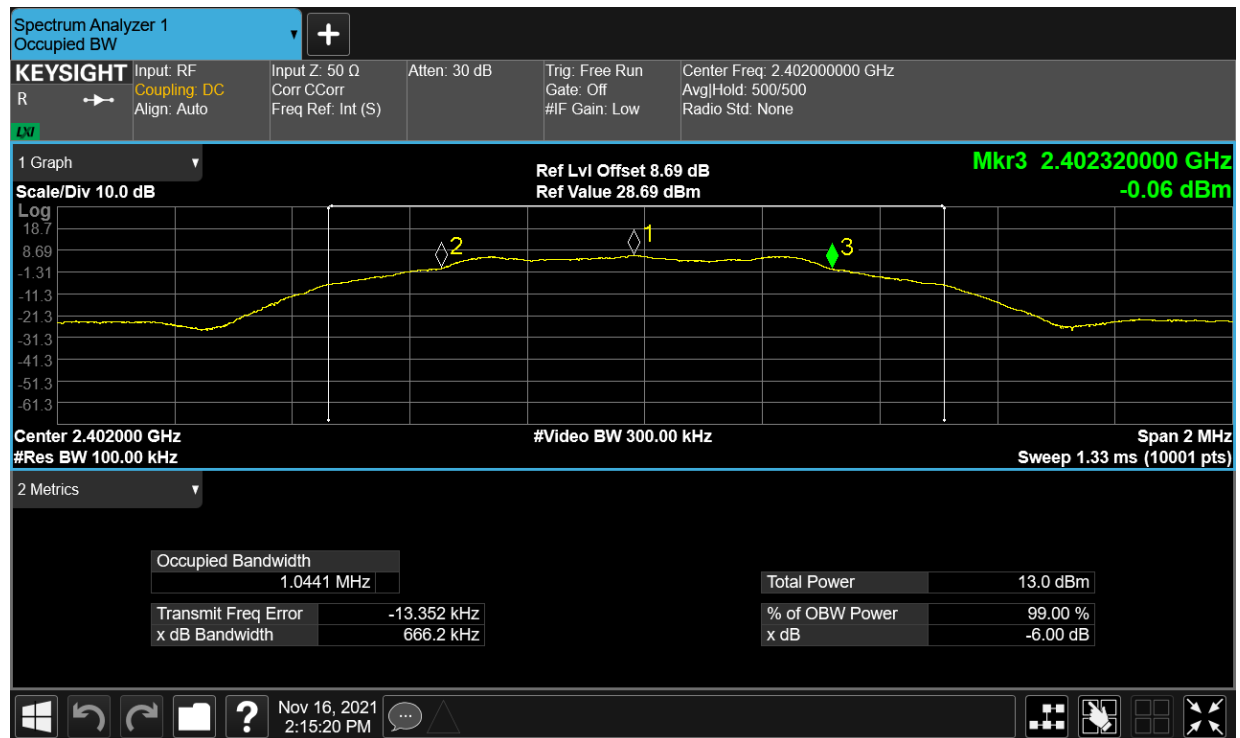 Spectrum Analyzer 1
Occupied BW
▼
+
KEYSIGHT
R
LXI
Input: RF
Coupling: DC
Align: Auto
Input Z: 50 Ω
Corr CCorr
Freq Ref: Int (S)
Atten: 30 dB
Trig: Free Run
Gate: Off
#IF Gain: Low
Center Freq: 2.402000000 GHz
Avg|Hold: 500/500
Radio Std: None
1 Graph ▼
Scale/Div 10.0 dB
Ref Lvl Offset 8.69 dB
Ref Value 28.69 dBm
Mkr3 2.402320000 GHz
-0.06 dBm
Log
18.7
8.69
-1.31
-11.3
-21.3
-31.3
-41.3
-51.3
-61.3
2
1
3
Center 2.402000 GHz
#Res BW 100.00 kHz
#Video BW 300.00 kHz
Span 2 MHz
Sweep 1.33 ms (10001 pts)
2 Metrics ▼
Occupied Bandwidth
1.0441 MHz
Transmit Freq Error -13.352 kHz
x dB Bandwidth 666.2 kHz
Total Power 13.0 dBm
% of OBW Power 99.00 %
x dB -6.00 dB
?
Nov 16, 2021
2:15:20 PM